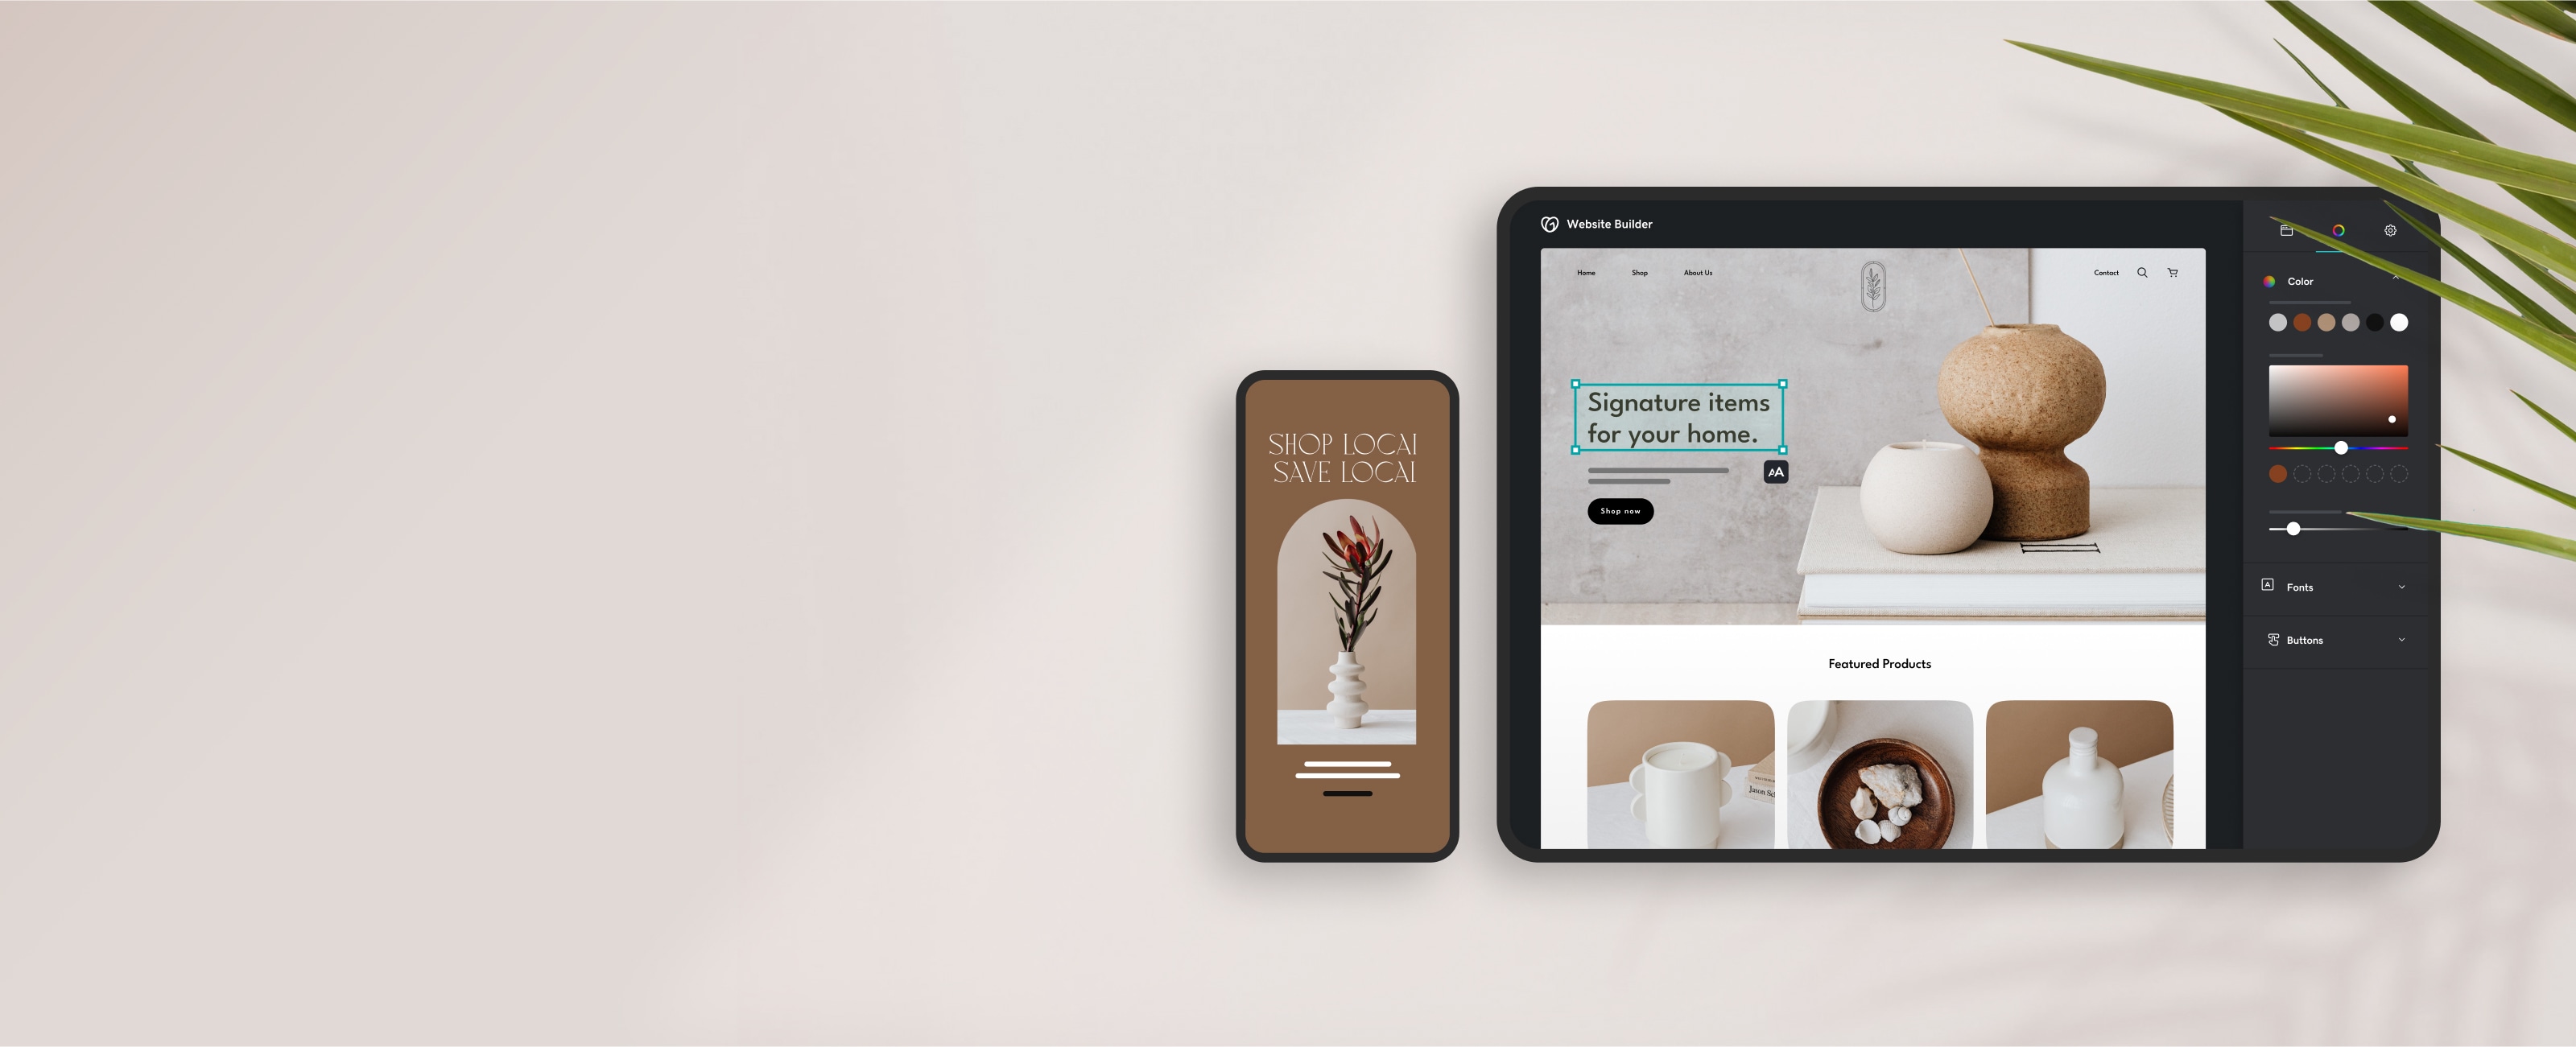 SHOP LOCAL
SAVE LOCAL
Website Builder
Home Shop About Us Contact
Signature items
for your home.
AA
Shop now
Featured Products
Color
A Fonts
Buttons